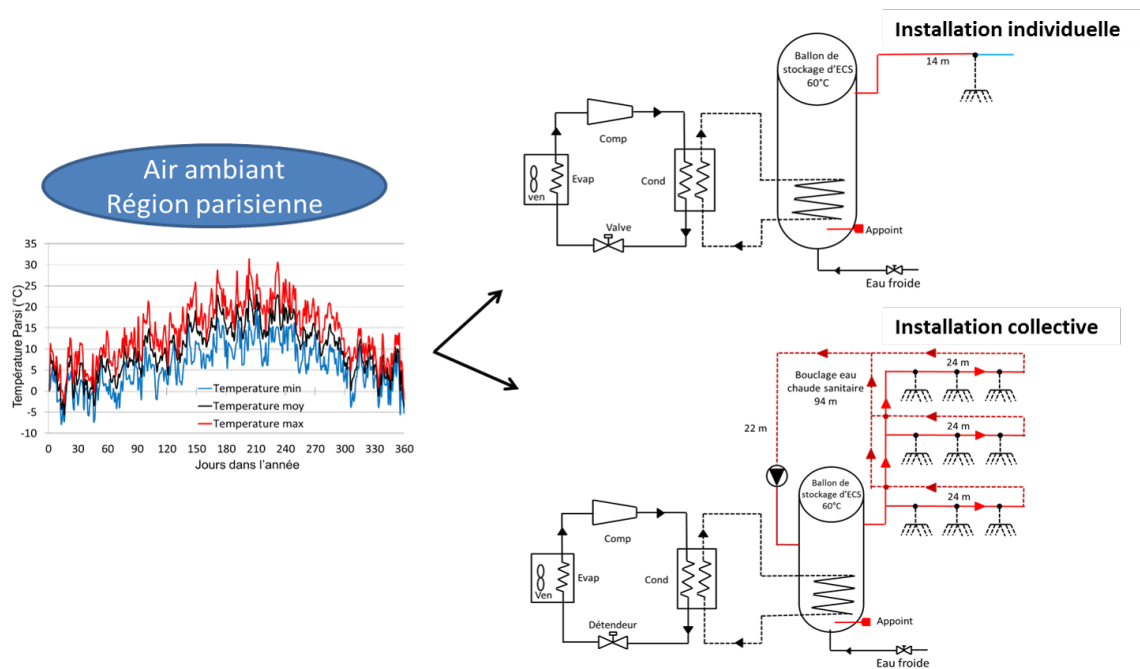 Air ambiant
Région parisienne
Température Parsi (°C)
35
30
25
20
15
10
5
0
-5
-10
Temperature min
Temperature moy
Temperature max
0 30 60 90 120 150 180 210 240 270 300 330 360
Jours dans l'année
Installation individuelle
Ballon de
stockage d'ECS
60°C
14 m
Comp
Evap
ven
Cond
Valve
Appoint
Eau froide
Installation collective
Bouclage eau
chaude sanitaire
94 m
22 m
24 m
24 m
24 m
Ballon de
stockage d'ECS
60°C
Comp
Evap
Ven
Cond
Détendeur
Appoint
Eau froide